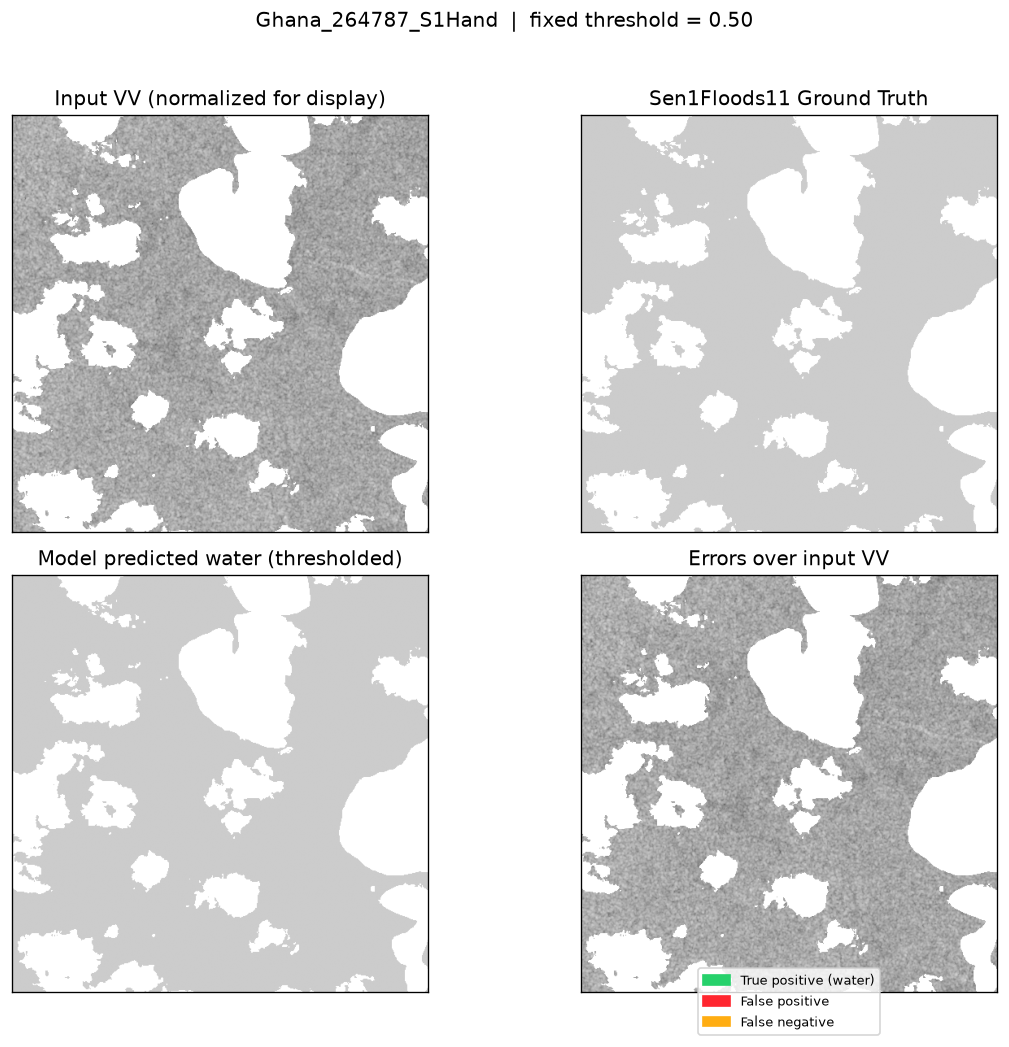 Ghana_264787_S1Hand  |  fixed threshold = 0.50
Input VV (normalized for display)
Sen1Floods11 Ground Truth
Model predicted water (thresholded)
Errors over input VV
True positive (water)
False positive
False negative